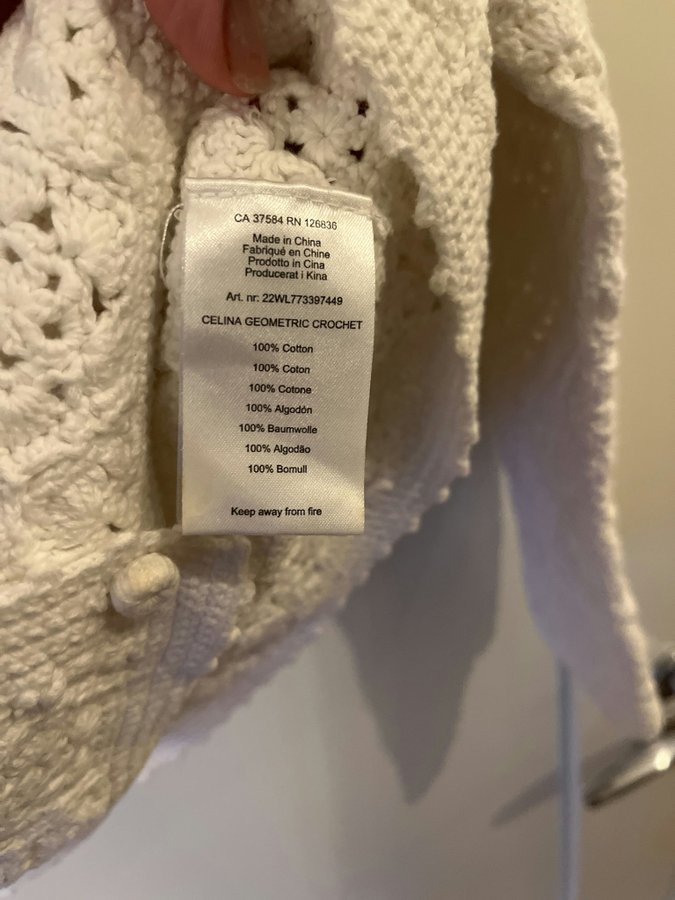 CA 37584 RN 126836
Made in China
Fabriqué en Chine
Prodotto in Cina
Producerat i Kina
Art. nr: 22WL773397449
CELINA GEOMETRIC CROCHET
100% Cotton
100% Coton
100% Cotone
100% Algodón
100% Baumwolle
100% Algodão
100% Bomull
Keep away from fire